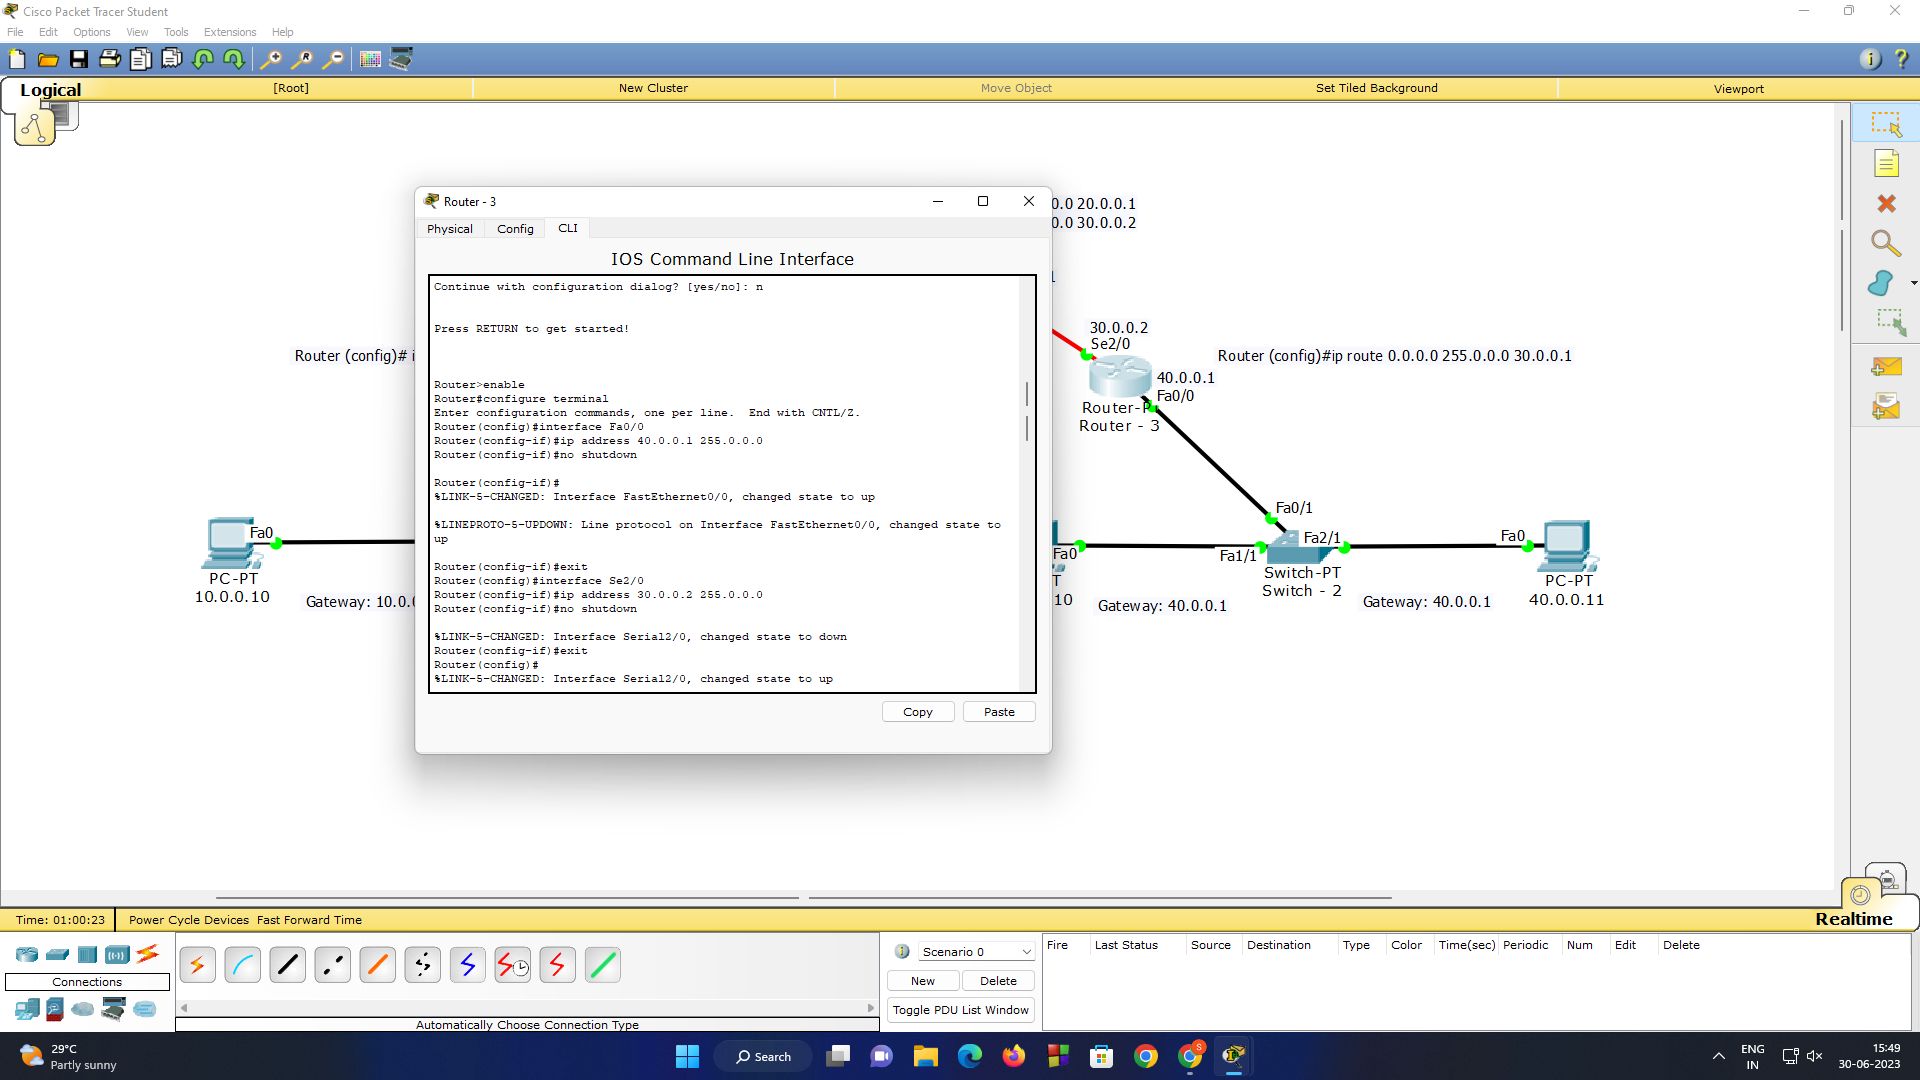 Cisco Packet Tracer Student
File Edit Options View Tools Extensions Help
Logical [Root] New Cluster Move Object Set Tiled Background Viewport
Router - 3
Physical Config CLI
IOS Command Line Interface
Continue with configuration dialog? [yes/no]: n
Press RETURN to get started!
Router>enable
Router#configure terminal
Enter configuration commands, one per line.  End with CNTL/Z.
Router(config)#interface Fa0/0
Router(config-if)#ip address 40.0.0.1 255.0.0.0
Router(config-if)#no shutdown
Router(config-if)#
%LINK-5-CHANGED: Interface FastEthernet0/0, changed state to up
%LINEPROTO-5-UPDOWN: Line protocol on Interface FastEthernet0/0, changed state to
up
Router(config-if)#exit
Router(config)#interface Se2/0
Router(config-if)#ip address 30.0.0.2 255.0.0.0
Router(config-if)#no shutdown
%LINK-5-CHANGED: Interface Serial2/0, changed state to down
Router(config-if)#exit
Router(config)#
%LINK-5-CHANGED: Interface Serial2/0, changed state to up
Copy Paste
0.0 20.0.0.1
0.0 30.0.0.2
1
30.0.0.2
Se2/0
Router (config)# i
Router (config)#ip route 0.0.0.0 255.0.0.0 30.0.0.1
40.0.0.1
Fa0/0
Router-P
Router - 3
Fa0
PC-PT
10.0.0.10
Gateway: 10.0.0
Fa0
T
10
Gateway: 40.0.0.1
Fa0/1
Fa1/1
Fa2/1
Switch-PT
Switch - 2
Gateway: 40.0.0.1
Fa0
PC-PT
40.0.0.11
Time: 01:00:23 Power Cycle Devices Fast Forward Time
Realtime
Connections
Automatically Choose Connection Type
Scenario 0
New Delete
Toggle PDU List Window
Fire Last Status Source Destination Type Color Time(sec) Periodic Num Edit Delete
29°C
Partly sunny
Search
S
ENG
IN
15:49
30-06-2023